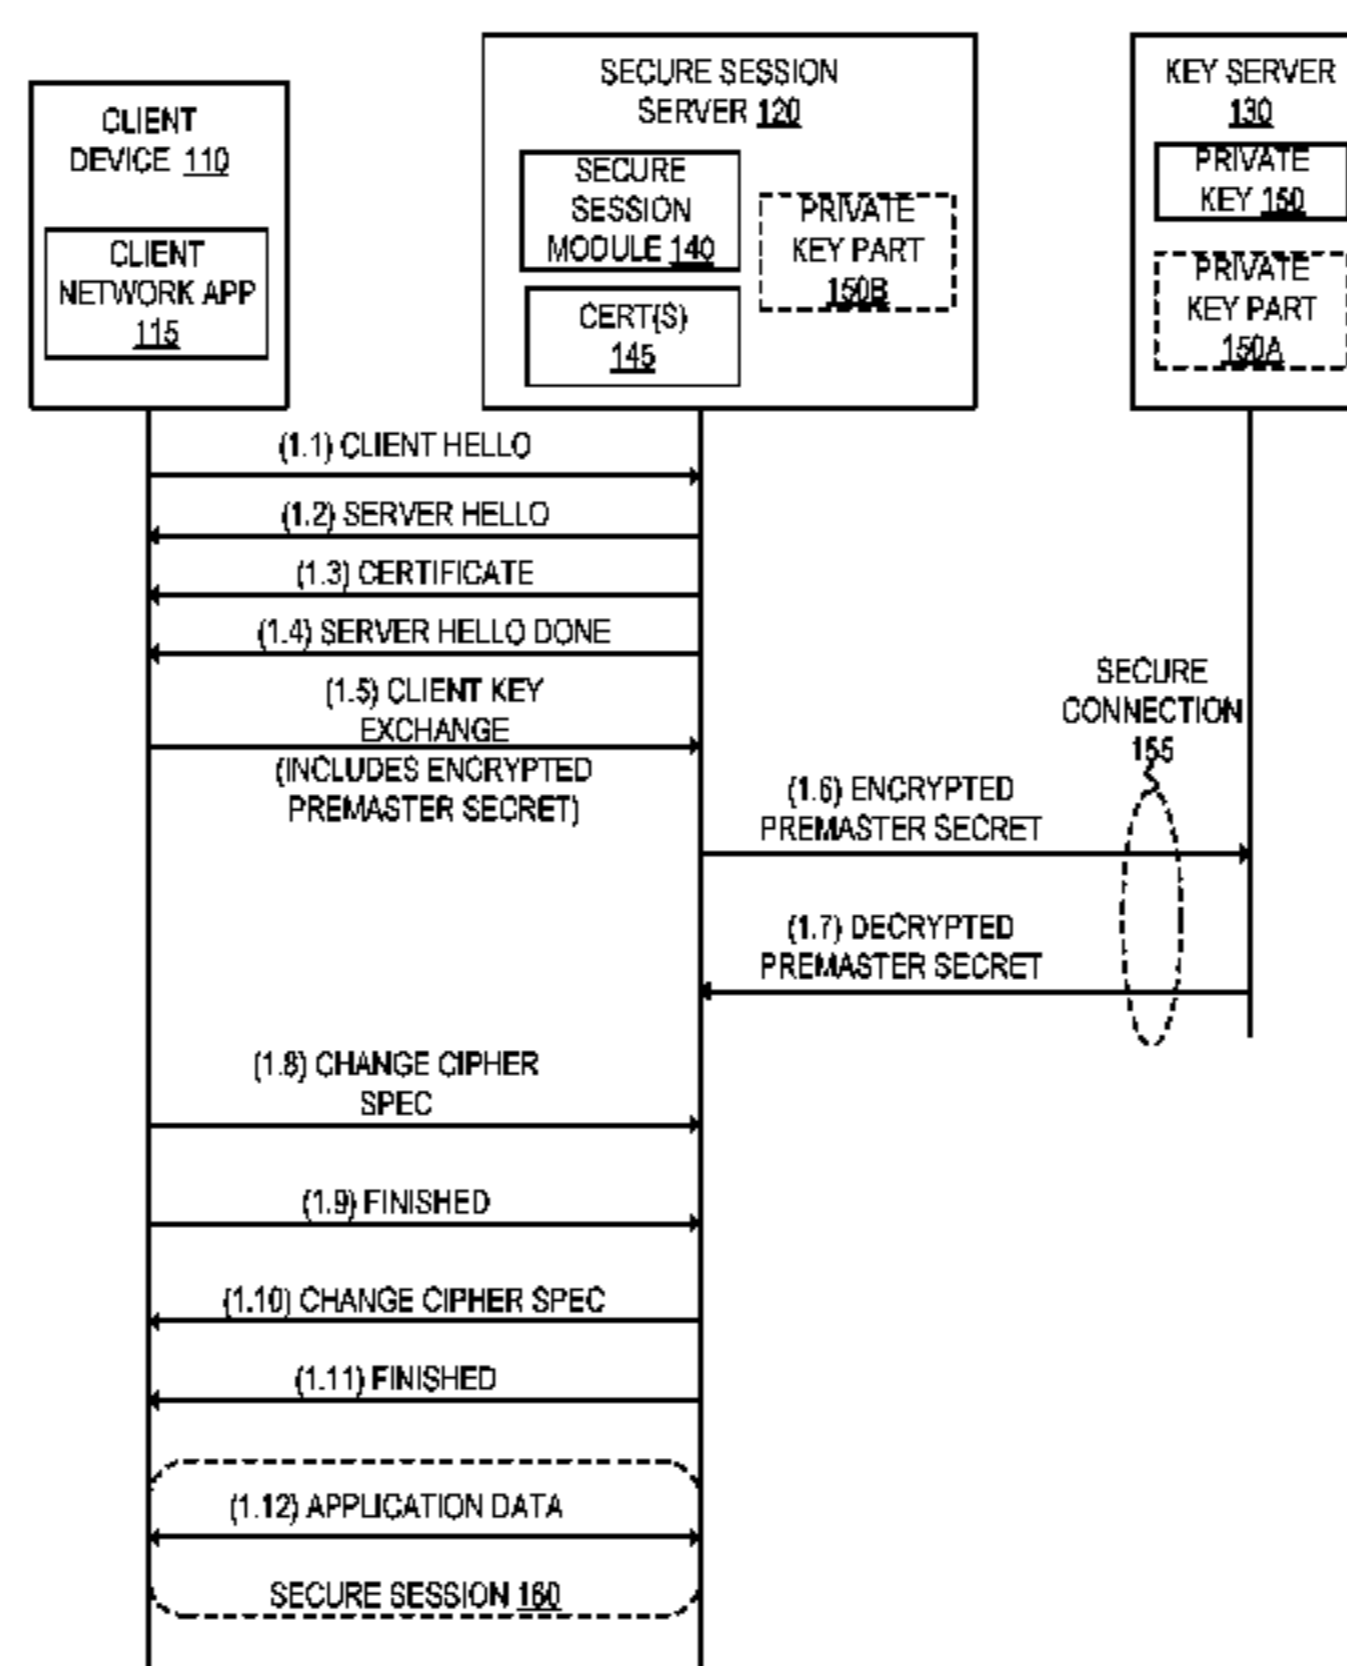 CLIENT
DEVICE 110
CLIENT
NETWORK APP
115
SECURE SESSION
SERVER 120
SECURE
SESSION
MODULE 140
CERT(S)
145
PRIVATE
KEY PART
150B
KEY SERVER
130
PRIVATE
KEY 150
PRIVATE
KEY PART
150A
(1.1) CLIENT HELLO
(1.2) SERVER HELLO
(1.3) CERTIFICATE
(1.4) SERVER HELLO DONE
(1.5) CLIENT KEY
EXCHANGE
(INCLUDES ENCRYPTED
PREMASTER SECRET)
SECURE
CONNECTION
155
(1.6) ENCRYPTED
PREMASTER SECRET
(1.7) DECRYPTED
PREMASTER SECRET
(1.8) CHANGE CIPHER
SPEC
(1.9) FINISHED
(1.10) CHANGE CIPHER SPEC
(1.11) FINISHED
(1.12) APPLICATION DATA
SECURE SESSION 160